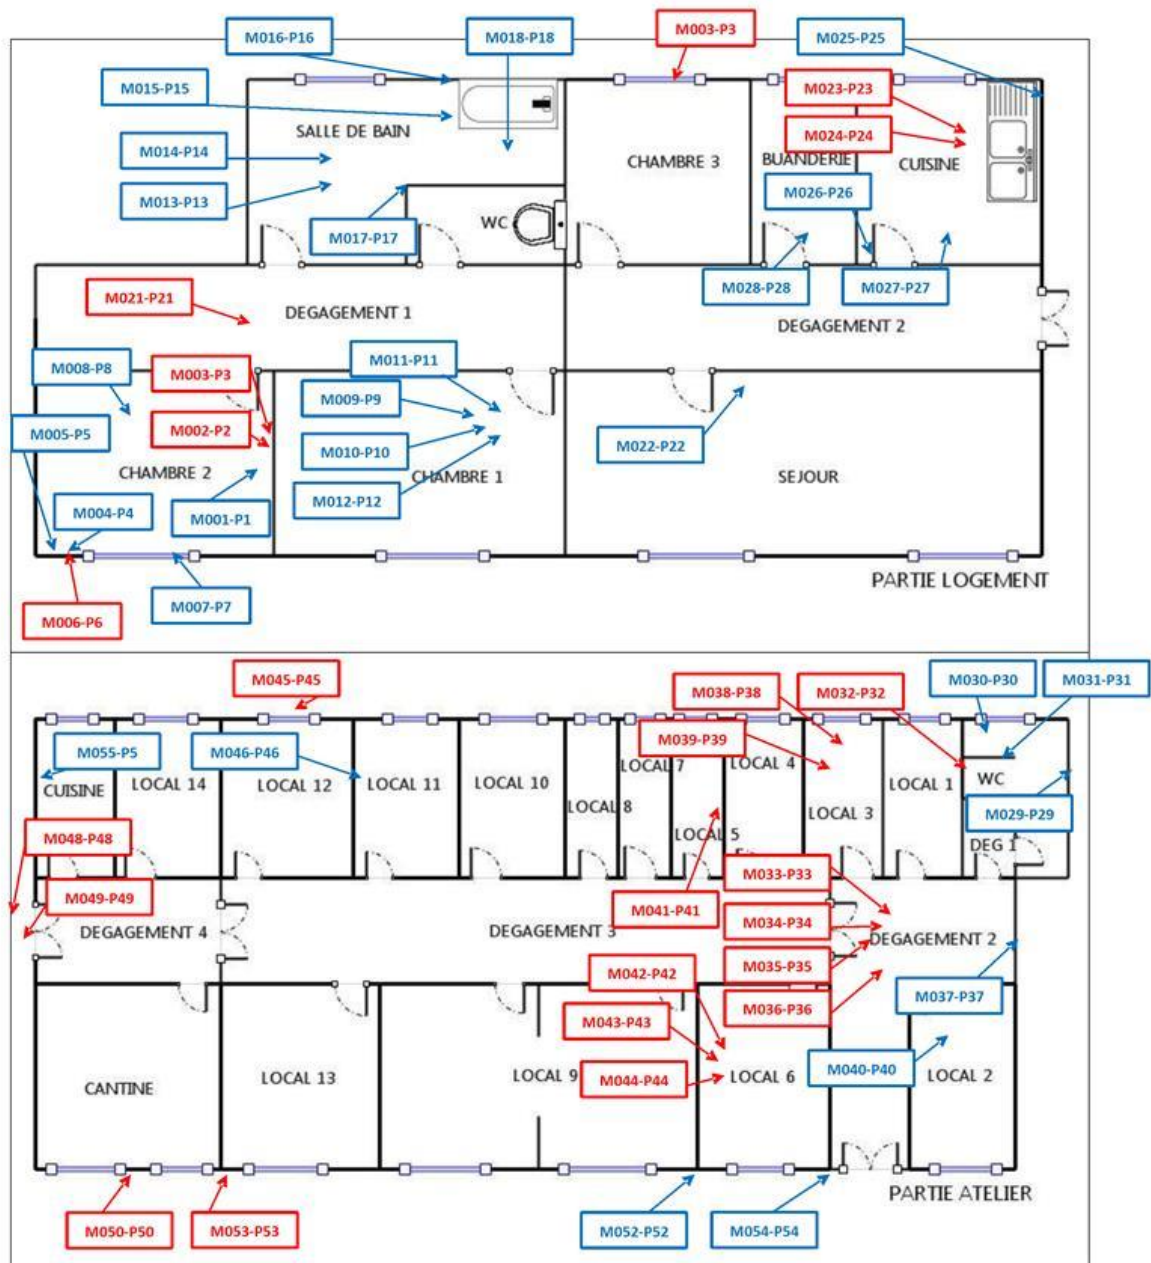 M003-P3
M016-P16
M018-P18
M025-P25
M015-P15
M023-P23
SALLE DE BAIN
M014-P14
M024-P24
CHAMBRE 3
BUANDERIE
CUISINE
M013-P13
M026-P26
WC
M017-P17
M028-P28
M027-P27
M021-P21
DEGAGEMENT 1
DEGAGEMENT 2
M011-P11
M008-P8
M003-P3
M009-P9
M005-P5
M002-P2
M022-P22
M010-P10
CHAMBRE 2
CHAMBRE 1
SEJOUR
M012-P12
M004-P4
M001-P1
PARTIE LOGEMENT
M007-P7
M006-P6
M045-P45
M030-P30
M031-P31
M038-P38
M032-P32
M039-P39
M055-P5
M046-P46
LOCAL 7
LOCAL 4
CUISINE
LOCAL 14
LOCAL 12
LOCAL 11
LOCAL 10
LOCAL 1
WC
LOCAL 8
LOCAL 3
M029-P29
M048-P48
LOCAL 5
DEG 1
M033-P33
M049-P49
M041-P41
M034-P34
DEGAGEMENT 4
DEGAGEMENT 3
DEGAGEMENT 2
M035-P35
M042-P42
M037-P37
M036-P36
M043-P43
M040-P40
LOCAL 13
LOCAL 9
M044-P44
LOCAL 6
LOCAL 2
CANTINE
PARTIE ATELIER
M050-P50
M053-P53
M052-P52
M054-P54